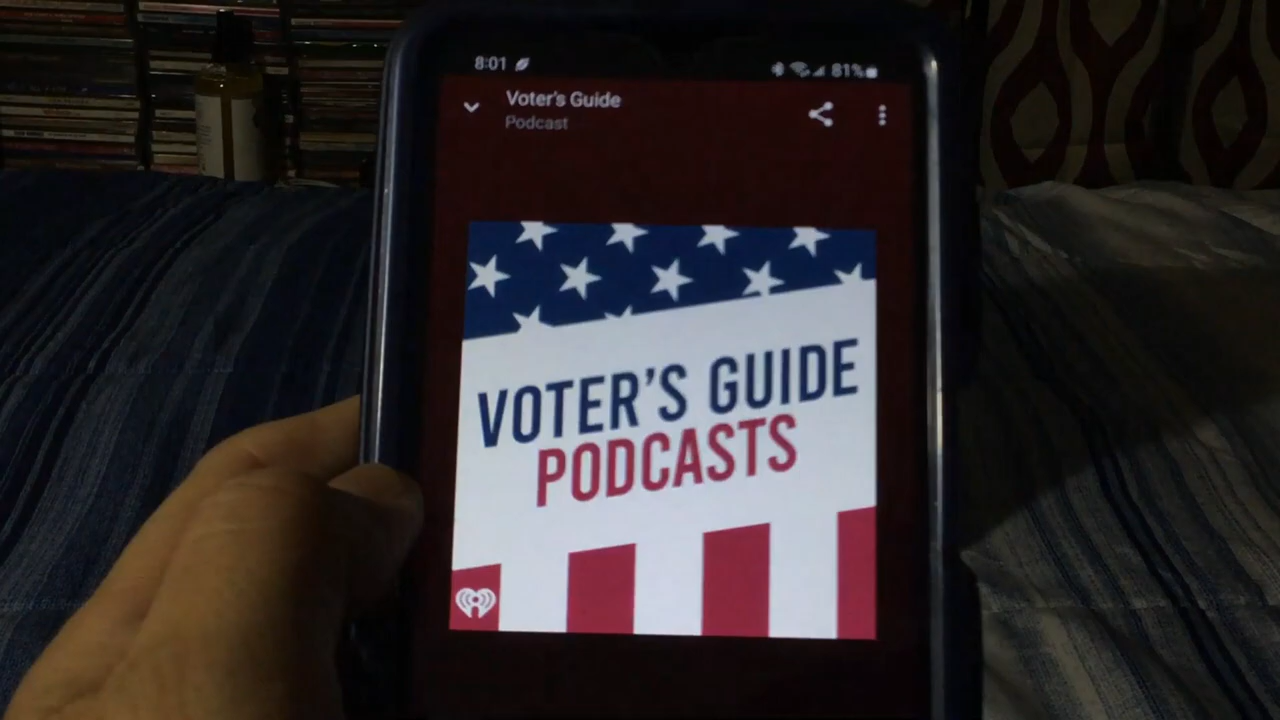 8:01
81%
Voter's Guide
Podcast
VOTER'S GUIDE
PODCASTS